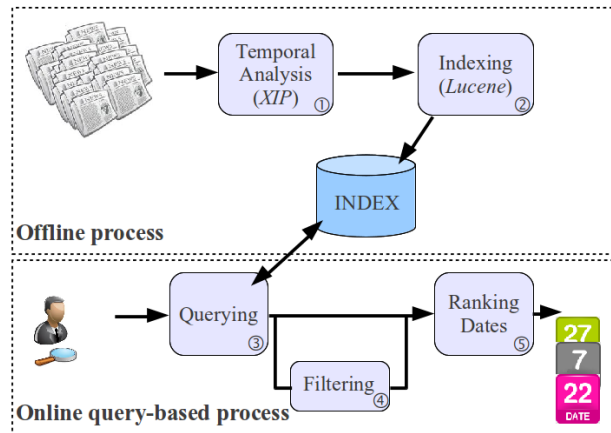 Temporal
Analysis
(XIP)
①
Indexing
(Lucene)
②
INDEX
Offline process
Querying
③
Filtering
④
Ranking
Dates
⑤
27
7
22
DATE
Online query-based process